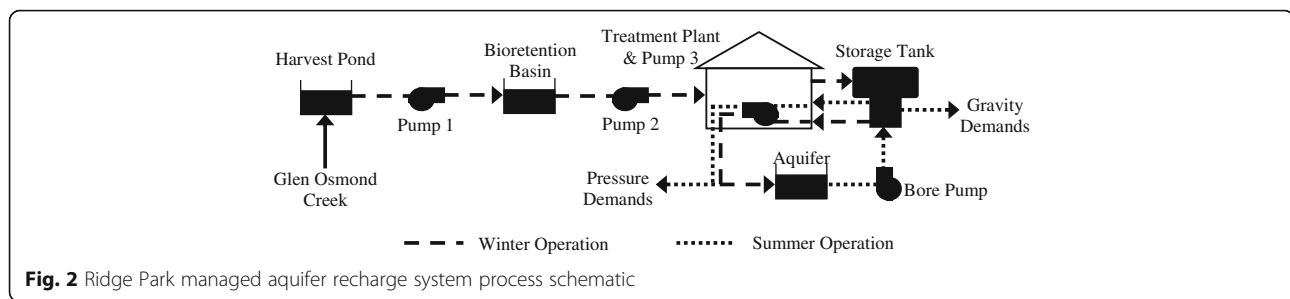 Harvest Pond
Bioretention
Basin
Treatment Plant
& Pump 3
Storage Tank
Pump 1
Pump 2
Gravity
Demands
Glen Osmond
Creek
Pressure
Demands
Aquifer
Bore Pump
Winter Operation
Summer Operation
Fig. 2 Ridge Park managed aquifer recharge system process schematic